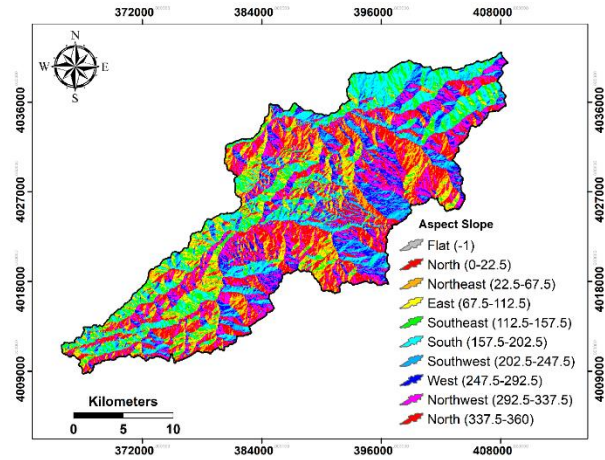 372000 384000 396000 408000
N
W E
S
4036000 4036000
4027000 4027000
4018000 4018000
4009000 4009000
Aspect Slope
Flat (-1)
North (0-22.5)
Northeast (22.5-67.5)
East (67.5-112.5)
Southeast (112.5-157.5)
South (157.5-202.5)
Southwest (202.5-247.5)
West (247.5-292.5)
Northwest (292.5-337.5)
North (337.5-360)
Kilometers
0 5 10
372000 384000 396000 408000